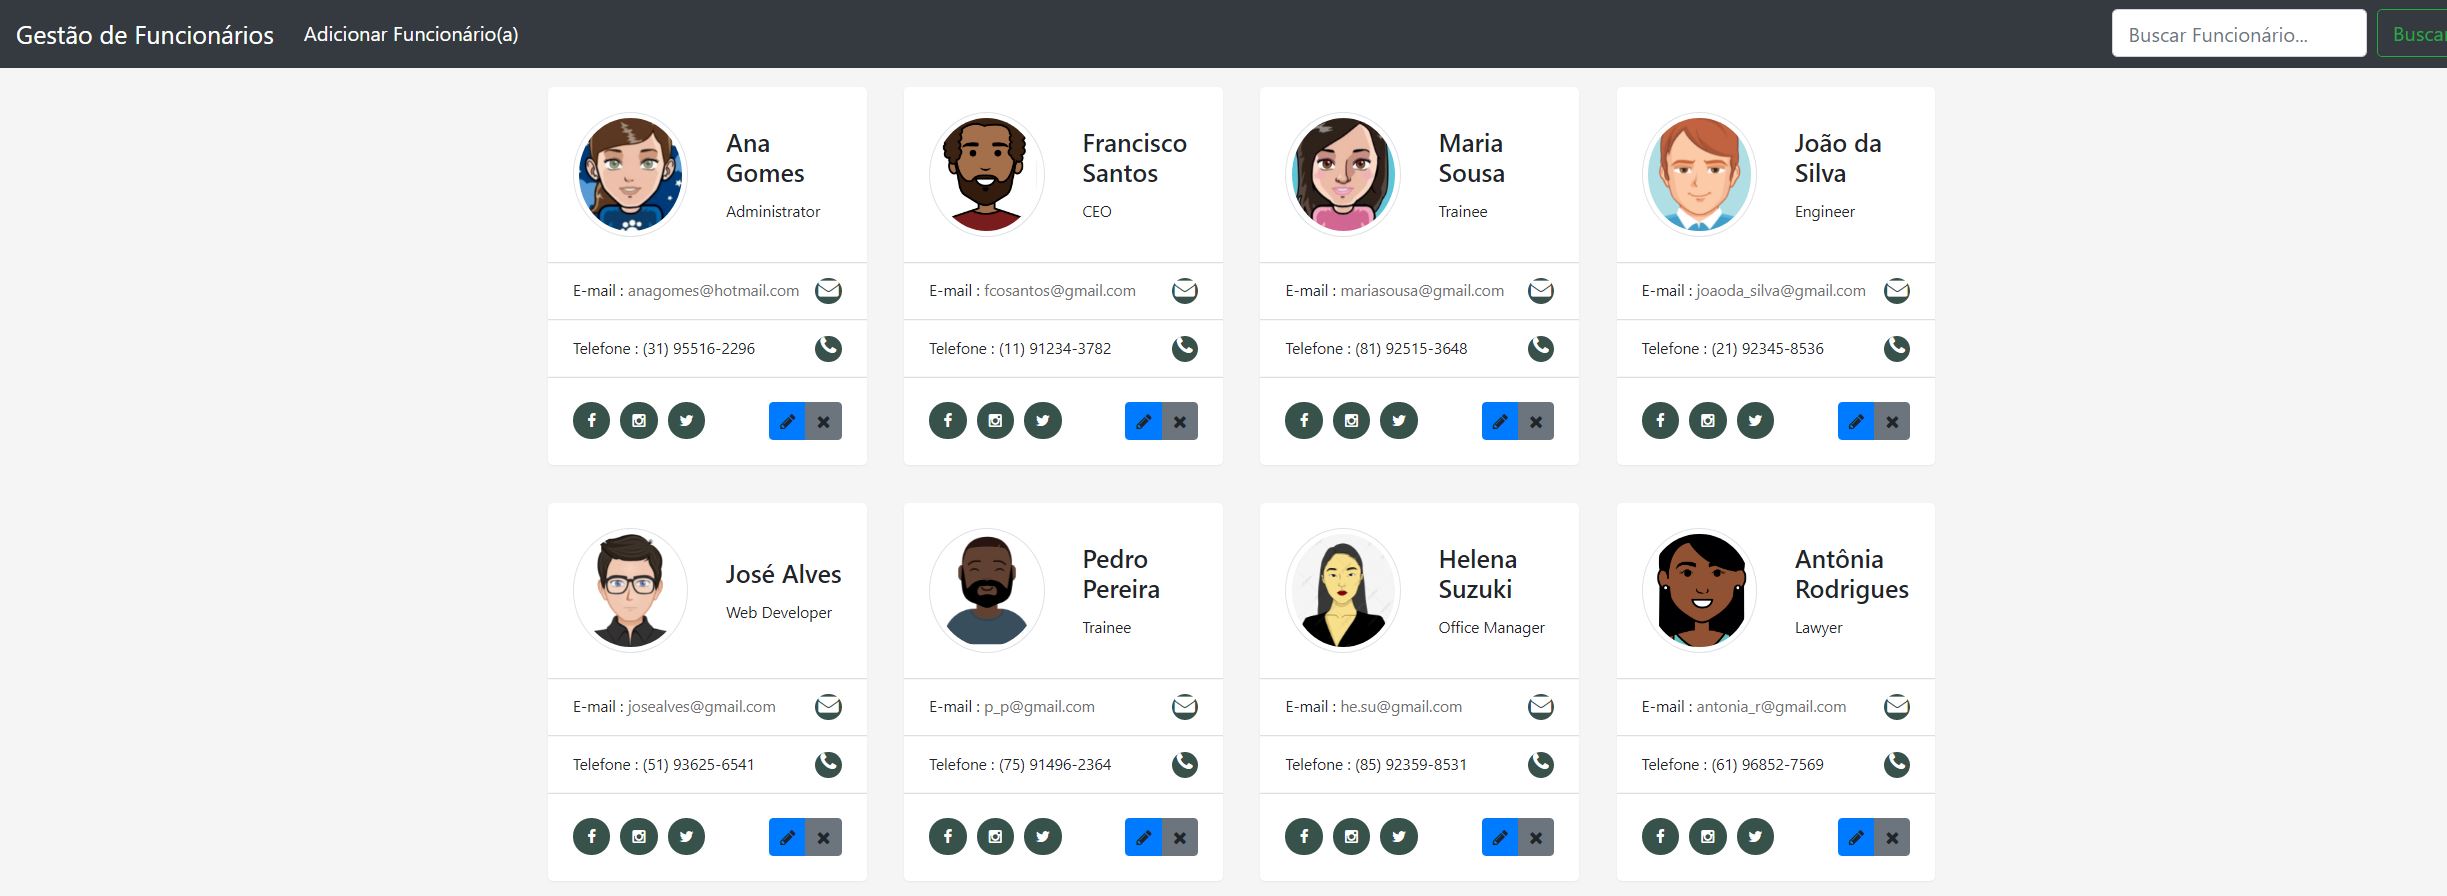 Gestão de Funcionários
Adicionar Funcionário(a)
Buscar Funcionário...
Buscar
Ana
Gomes
Administrator
E-mail : anagomes@hotmail.com
Telefone : (31) 95516-2296
Francisco
Santos
CEO
E-mail : fcosantos@gmail.com
Telefone : (11) 91234-3782
Maria
Sousa
Trainee
E-mail : mariasousa@gmail.com
Telefone : (81) 92515-3648
João da
Silva
Engineer
E-mail : joaoda_silva@gmail.com
Telefone : (21) 92345-8536
José Alves
Web Developer
E-mail : josealves@gmail.com
Telefone : (51) 93625-6541
Pedro
Pereira
Trainee
E-mail : p_p@gmail.com
Telefone : (75) 91496-2364
Helena
Suzuki
Office Manager
E-mail : he.su@gmail.com
Telefone : (85) 92359-8531
Antônia
Rodrigues
Lawyer
E-mail : antonia_r@gmail.com
Telefone : (61) 96852-7569